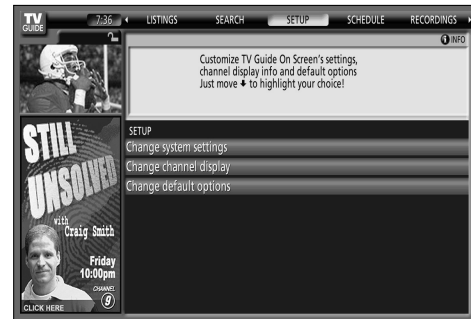 TV
GUIDE
7:36
LISTINGS
SEARCH
SETUP
SCHEDULE
RECORDINGS
INFO
Customize TV Guide On Screen's settings,
channel display info and default options
Just move ↓ to highlight your choice!
STILL
UNSOLVED
with
Craig Smith
Friday
10:00pm
CHANNEL
9
CLICK HERE
SETUP
Change system settings
Change channel display
Change default options